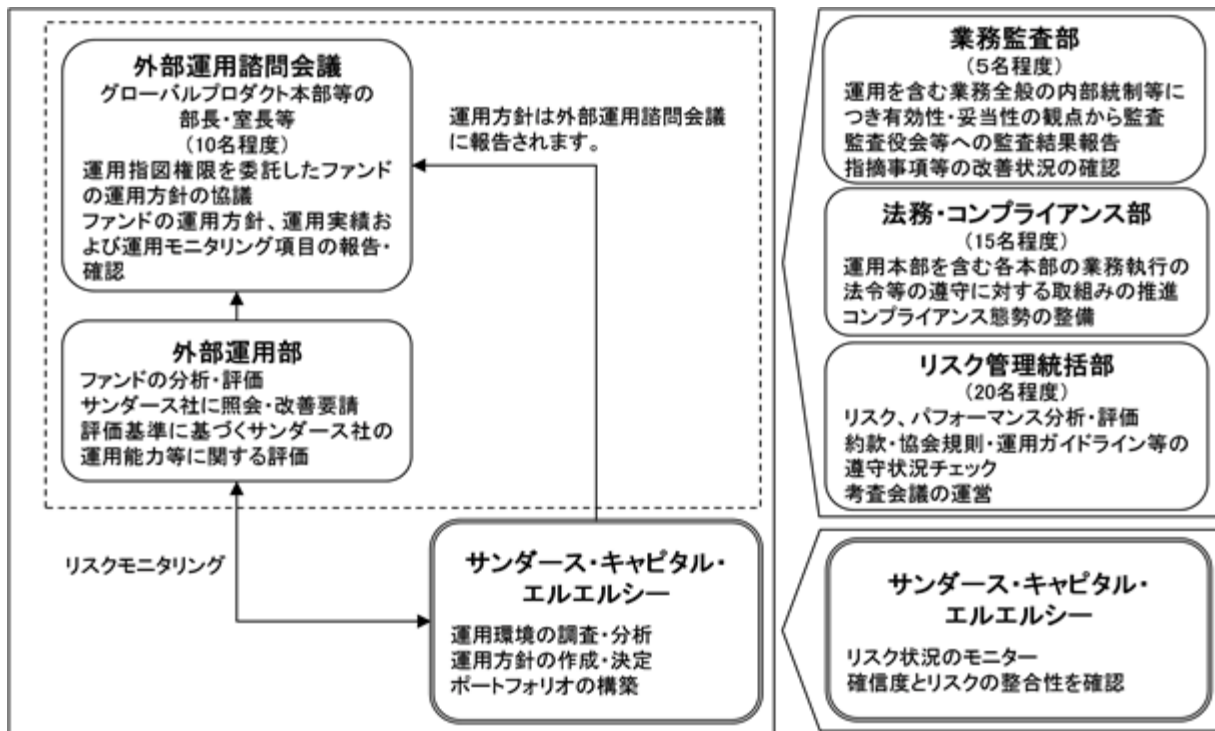 外部運用諮問会議
グローバルプロダクト本部等の
部長・室長等
(10名程度)
運用指図権限を委託したファンド
の運用方針の協議
ファンドの運用方針、運用実績お
よび運用モニタリング項目の報告・
確認
運用方針は外部運用諮問会議
に報告されます。
外部運用部
ファンドの分析・評価
サンダース社に照会・改善要請
評価基準に基づくサンダース社の
運用能力等に関する評価
リスクモニタリング
サンダース・キャピタル・
エルエルシー
運用環境の調査・分析
運用方針の作成・決定
ポートフォリオの構築
業務監査部
(5名程度)
運用を含む業務全般の内部統制等に
つき有効性・妥当性の観点から監査
監査役会等への監査結果報告
指摘事項等の改善状況の確認
法務・コンプライアンス部
(15名程度)
運用本部を含む各本部の業務執行の
法令等の遵守に対する取組みの推進
コンプライアンス態勢の整備
リスク管理統括部
(20名程度)
リスク、パフォーマンス分析・評価
約款・協会規則・運用ガイドライン等の
遵守状況チェック
考査会議の運営
サンダース・キャピタル・
エルエルシー
リスク状況のモニター
確信度とリスクの整合性を確認